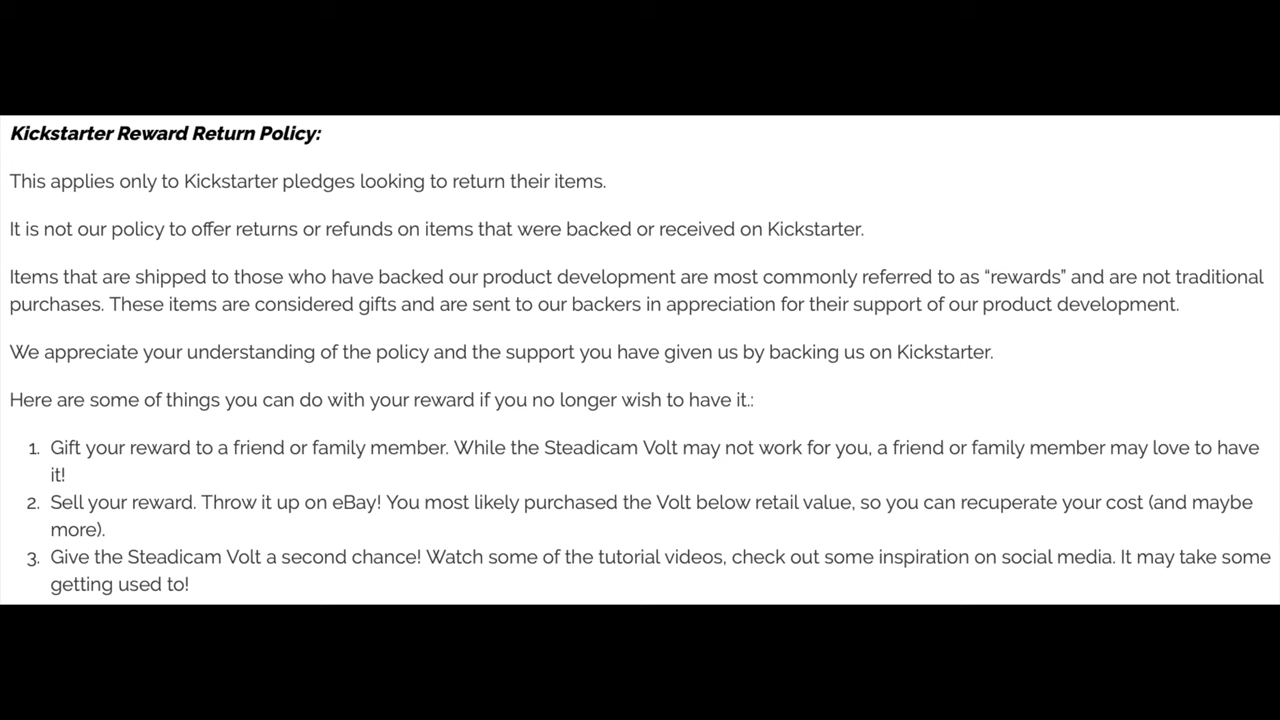 Kickstarter Reward Return Policy:
This applies only to Kickstarter pledges looking to return their items.
It is not our policy to offer returns or refunds on items that were backed or received on Kickstarter.
Items that are shipped to those who have backed our product development are most commonly referred to as “rewards” and are not traditional
purchases. These items are considered gifts and are sent to our backers in appreciation for their support of our product development.
We appreciate your understanding of the policy and the support you have given us by backing us on Kickstarter.
Here are some of things you can do with your reward if you no longer wish to have it.:
1. Gift your reward to a friend or family member. While the Steadicam Volt may not work for you, a friend or family member may love to have
it!
2. Sell your reward. Throw it up on eBay! You most likely purchased the Volt below retail value, so you can recuperate your cost (and maybe
more).
3. Give the Steadicam Volt a second chance! Watch some of the tutorial videos, check out some inspiration on social media. It may take some
getting used to!